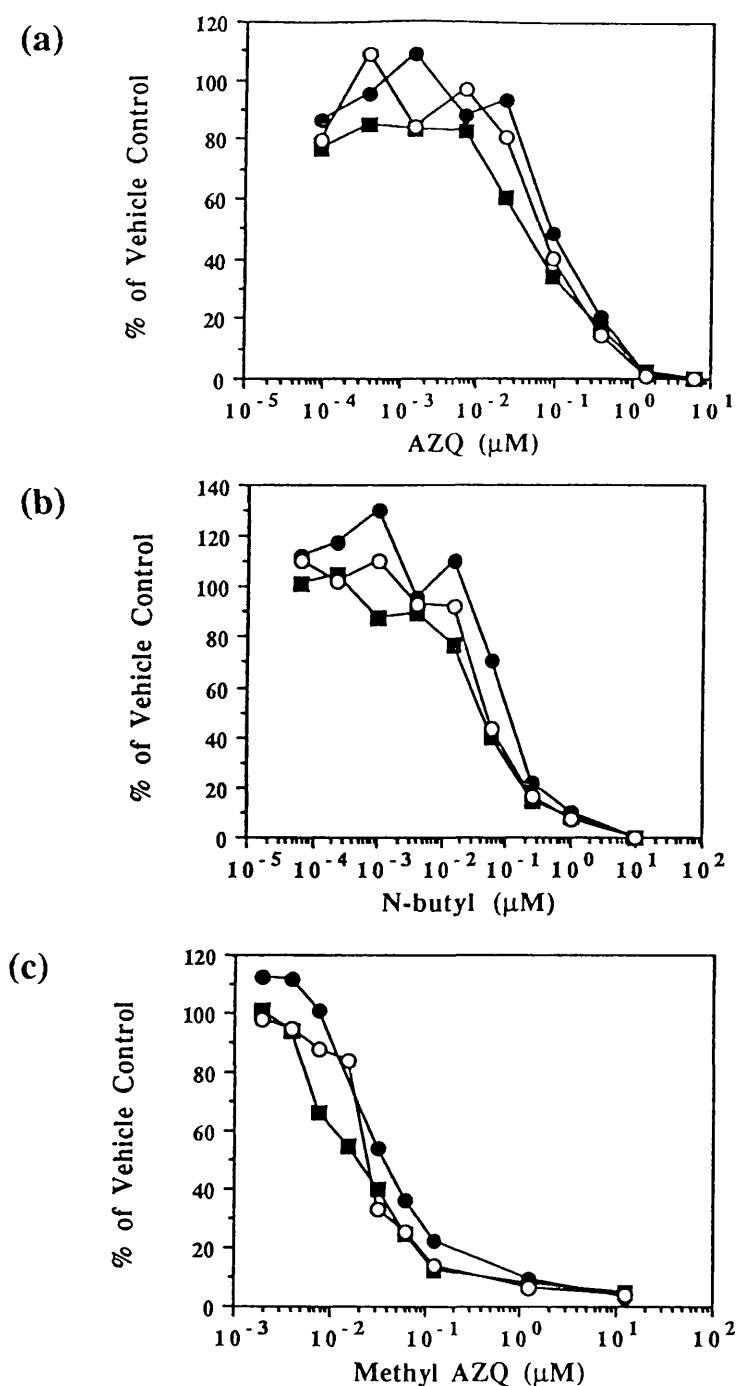 (a)
% of Vehicle Control
120
100
80
60
40
20
0
10⁻⁵ 10⁻⁴ 10⁻³ 10⁻² 10⁻¹ 10⁰ 10¹
AZQ (μM)
(b)
% of Vehicle Control
140
120
100
80
60
40
20
0
10⁻⁵ 10⁻⁴ 10⁻³ 10⁻² 10⁻¹ 10⁰ 10¹ 10²
N-butyl (μM)
(c)
% of Vehicle Control
120
100
80
60
40
20
0
10⁻³ 10⁻² 10⁻¹ 10⁰ 10¹ 10²
Methyl AZQ (μM)